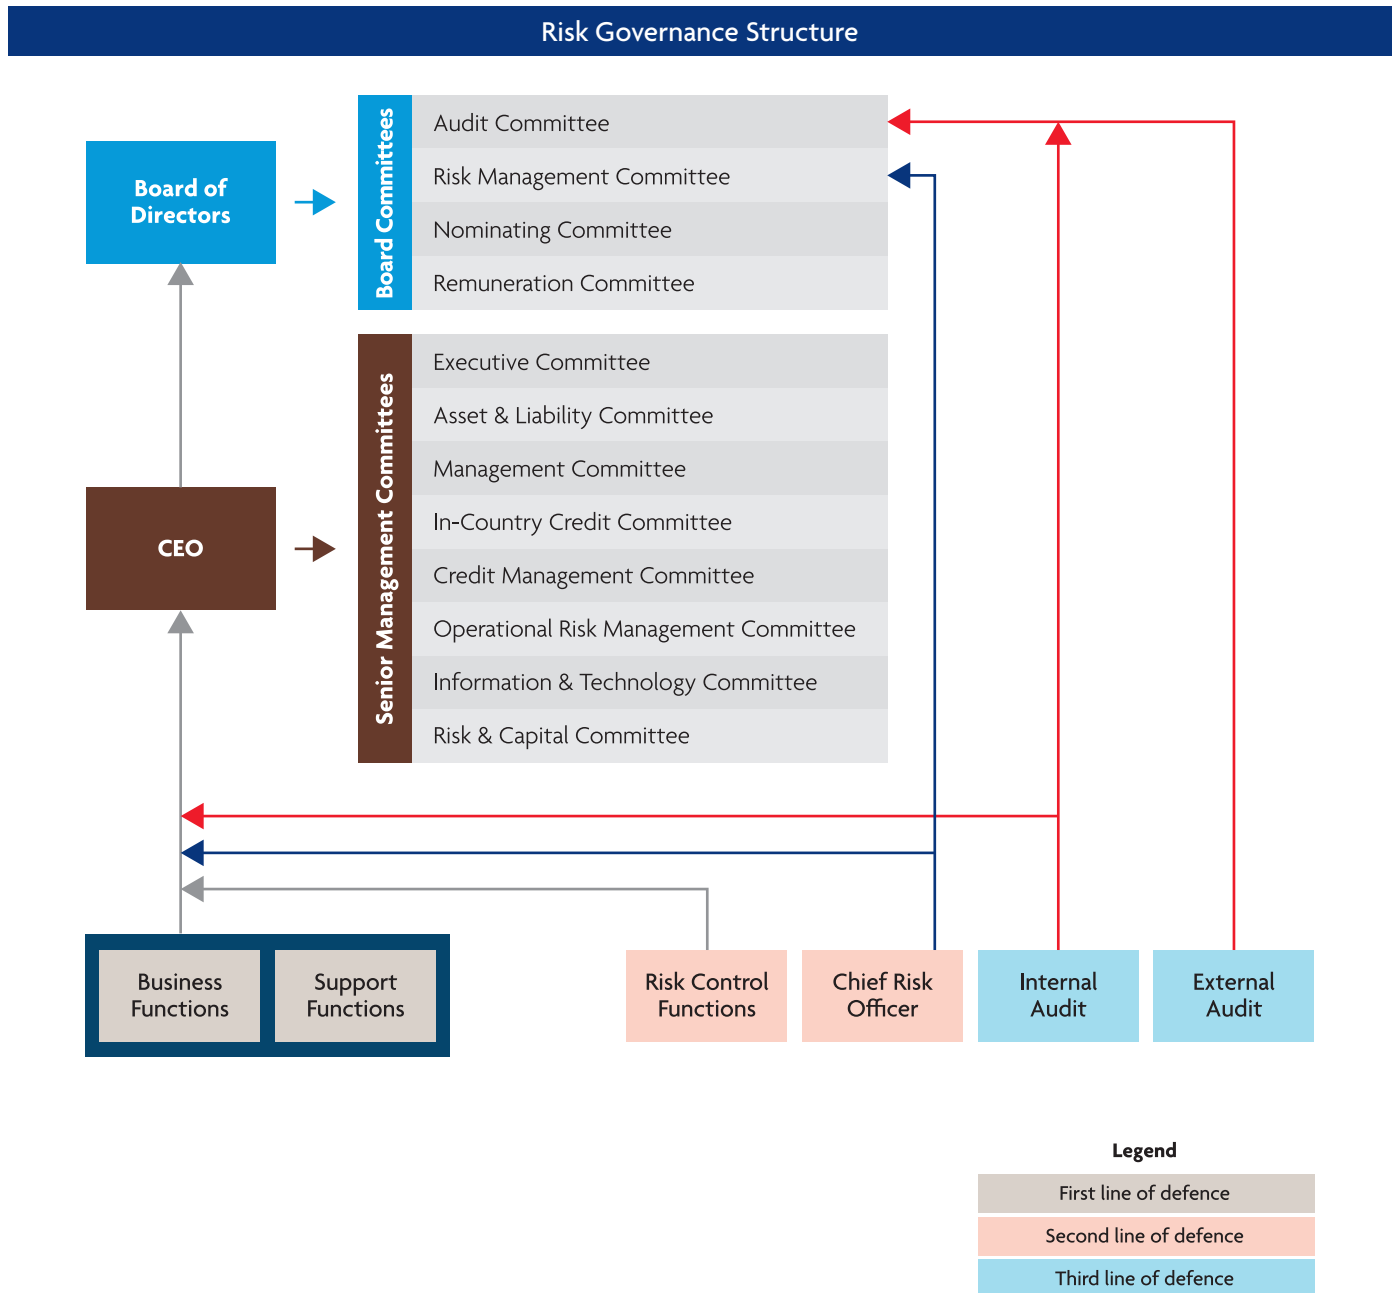 Risk Governance Structure
Board of
Directors
Board Committees
Audit Committee
Risk Management Committee
Nominating Committee
Remuneration Committee
CEO
Senior Management Committees
Executive Committee
Asset & Liability Committee
Management Committee
In-Country Credit Committee
Credit Management Committee
Operational Risk Management Committee
Information & Technology Committee
Risk & Capital Committee
Business
Functions
Support
Functions
Risk Control
Functions
Chief Risk
Officer
Internal
Audit
External
Audit
Legend
First line of defence
Second line of defence
Third line of defence